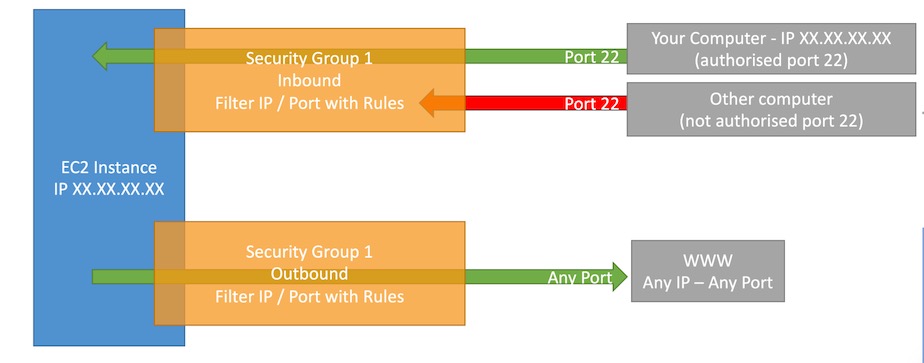 Security Group 1
Inbound
Filter IP / Port with Rules
Port 22
Your Computer - IP XX.XX.XX.XX
(authorised port 22)
Port 22
Other computer
(not authorised port 22)
EC2 Instance
IP XX.XX.XX.XX
Security Group 1
Outbound
Filter IP / Port with Rules
Any Port
WWW
Any IP – Any Port